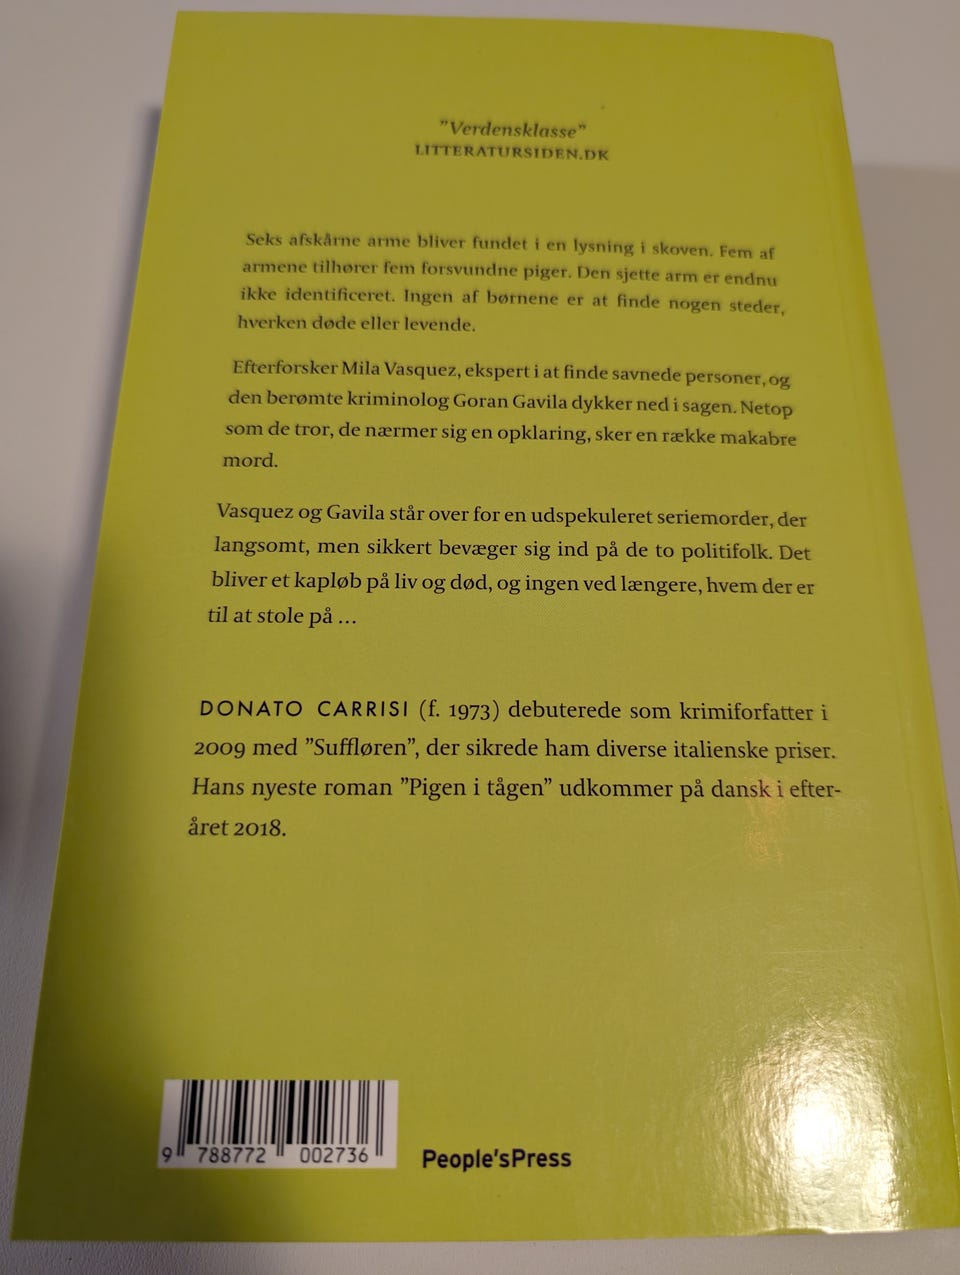 "Verdensklasse"
LITTERATURSIDEN.DK
Seks afskårne arme bliver fundet i en lysning i skoven. Fem af
armene tilhører fem forsvundne piger. Den sjette arm er endnu
ikke identificeret. Ingen af børnene er at finde nogen steder,
hverken døde eller levende.
Efterforsker Mila Vasquez, ekspert i at finde savnede personer, og
den berømte kriminolog Goran Gavila dykker ned i sagen. Netop
som de tror, de nærmer sig en opklaring, sker en række makabre
mord.
Vasquez og Gavila står over for en udspekuleret seriemorder, der
langsomt, men sikkert bevæger sig ind på de to politifolk. Det
bliver et kapløb på liv og død, og ingen ved længere, hvem der er
til at stole på ...
DONATO CARRISI (f. 1973) debuterede som krimiforfatter i
2009 med ”Suffløren”, der sikrede ham diverse italienske priser.
Hans nyeste roman ”Pigen i tågen” udkommer på dansk i efter-
året 2018.
9 788772 002736
People'sPress